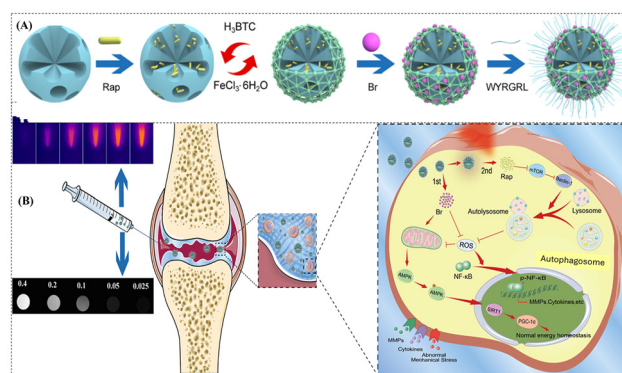 (A)
H₃BTC
Rap
FeCl₃·6H₂O
Br
WYRGRL
(B)
0.4 0.2 0.1 0.05 0.025
1st
2nd
Rap
mTOR
Beclin-1
Br
Autolysosome
Lysosome
ROS
Autophagosome
NF-κB
p-NF-κB
AMPK
AMPK
MMPs.Cytokines.etc
SIRT1
PGC-1α
Normal energy homeostasis
MMPs
Cytokines
Abnormal
Mechanical Stress